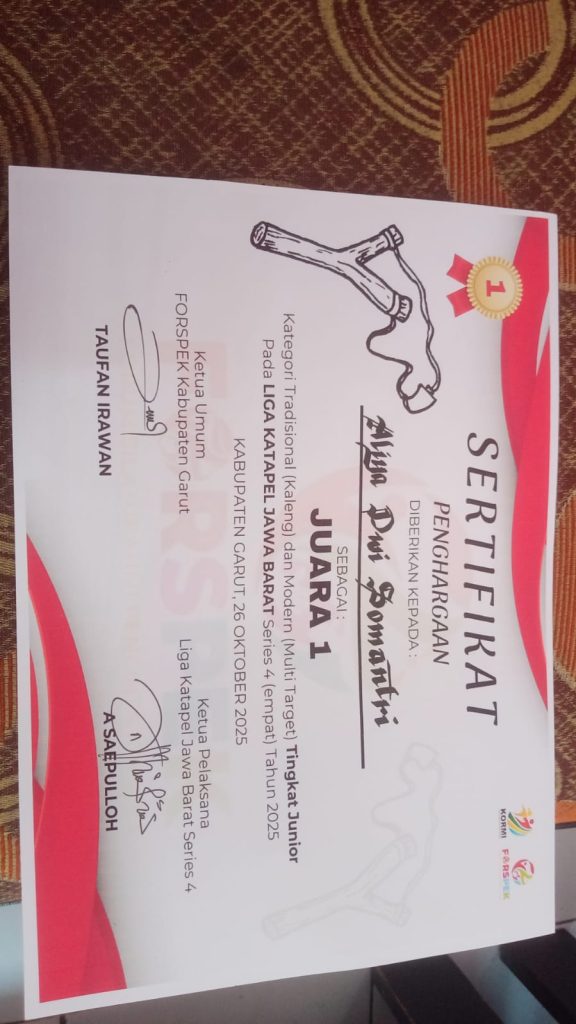 1
KORMI
FORSPEK
SERTIFIKAT
PENGHARGAAN
DIBERIKAN KEPADA :
Dwi Somantri
SEBAGAI :
JUARA 1
Kategori Tradisional (Kaleng) dan Modern (Multi Target) Tingkat Junior
Pada LIGA KATAPEL JAWA BARAT Series 4 (empat) Tahun 2025
KABUPATEN GARUT, 26 OKTOBER 2025
Ketua Umum
FORSPEK Kabupaten Garut
TAUFAN IRAWAN
Ketua Pelaksana
Liga Katapel Jawa Barat Series 4
A SAEPULLOH
FORSPEK